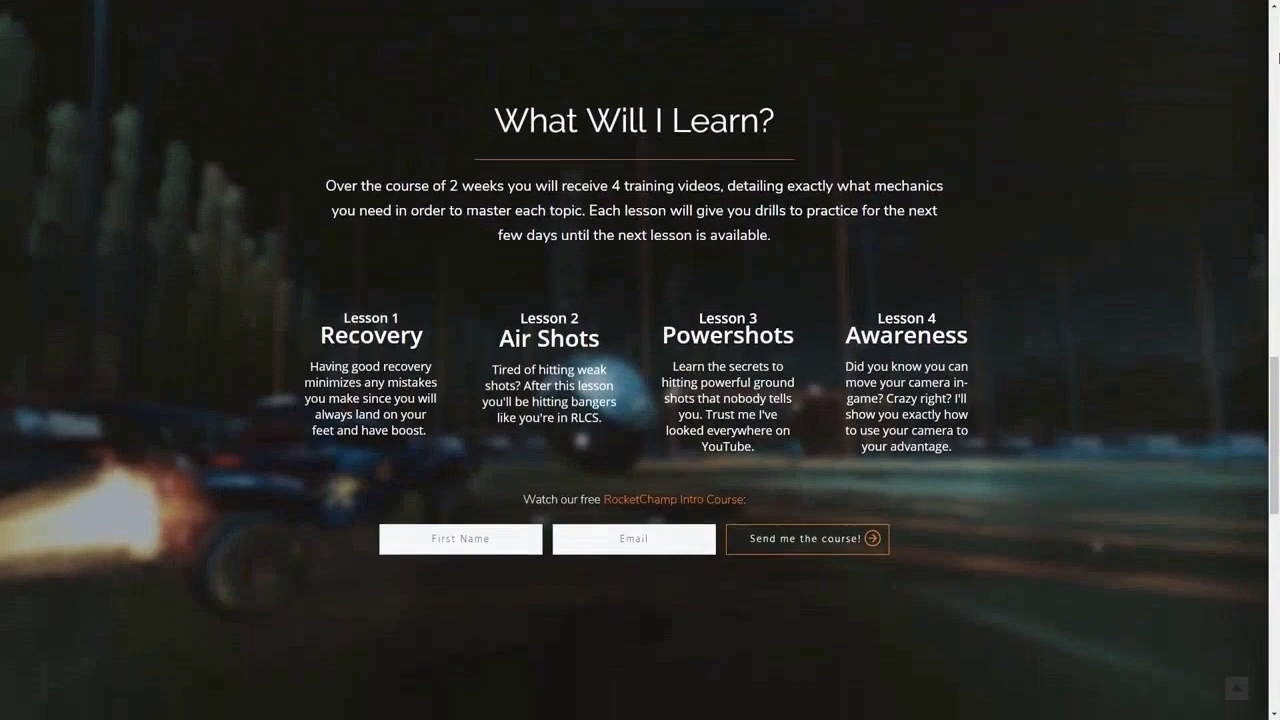 What Will I Learn?
Over the course of 2 weeks you will receive 4 training videos, detailing exactly what mechanics
you need in order to master each topic. Each lesson will give you drills to practice for the next
few days until the next lesson is available.
Lesson 1
Recovery
Having good recovery
minimizes any mistakes
you make since you will
always land on your
feet and have boost.
Lesson 2
Air Shots
Tired of hitting weak
shots? After this lesson
you'll be hitting bangers
like you're in RLCS.
Lesson 3
Powershots
Learn the secrets to
hitting powerful ground
shots that nobody tells
you. Trust me I've
looked everywhere on
YouTube.
Lesson 4
Awareness
Did you know you can
move your camera in-
game? Crazy right? I'll
show you exactly how
to use your camera to
your advantage.
Watch our free RocketChamp Intro Course:
First Name
Email
Send me the course!